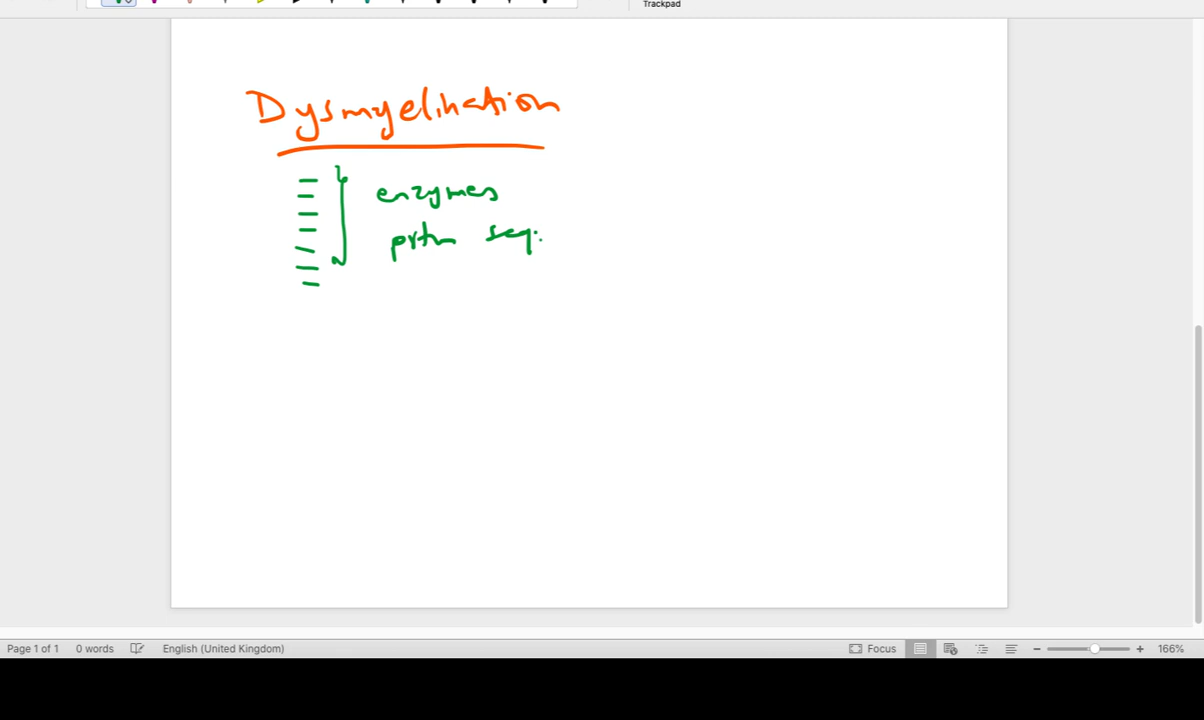 Trackpad
Dysmyelination
enzymes
prtn seq.
Page 1 of 1 0 words English (United Kingdom) Focus 166%